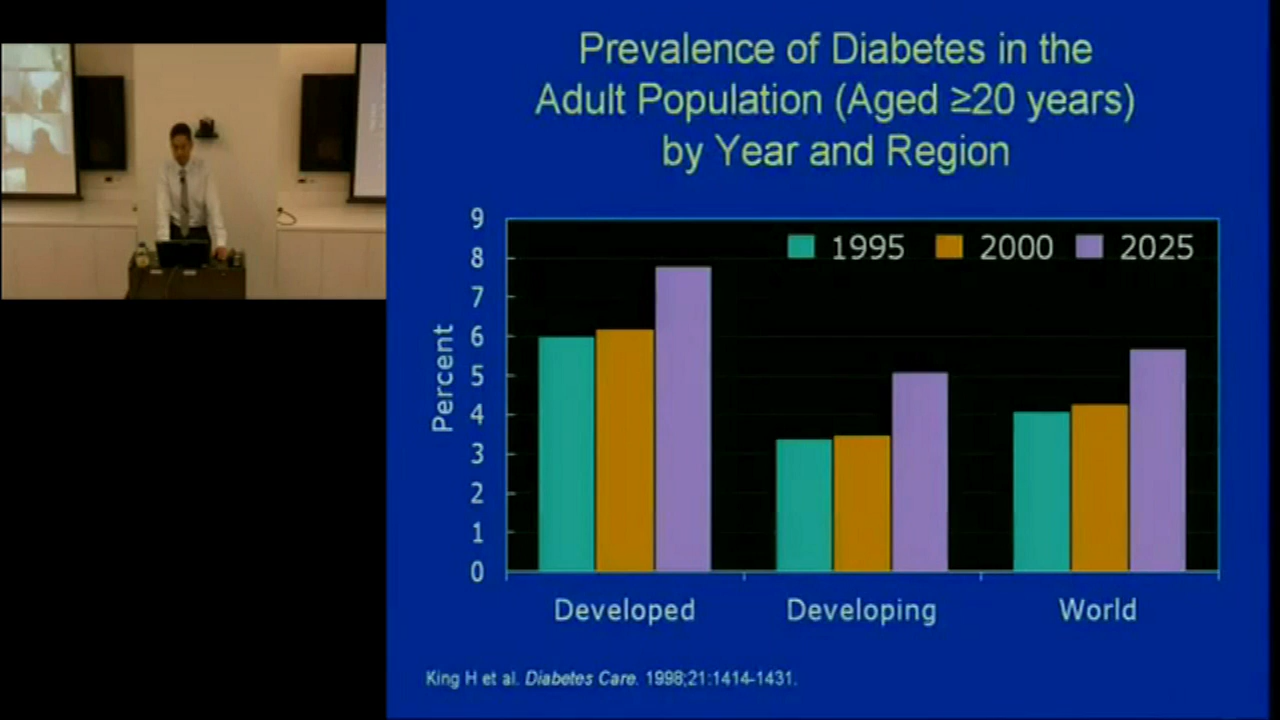 Prevalence of Diabetes in the
Adult Population (Aged ≥20 years)
by Year and Region
9
8
7
6
5
4
3
2
1
0
Percent
1995 2000 2025
Developed Developing World
King H et al. Diabetes Care. 1998;21:1414-1431.